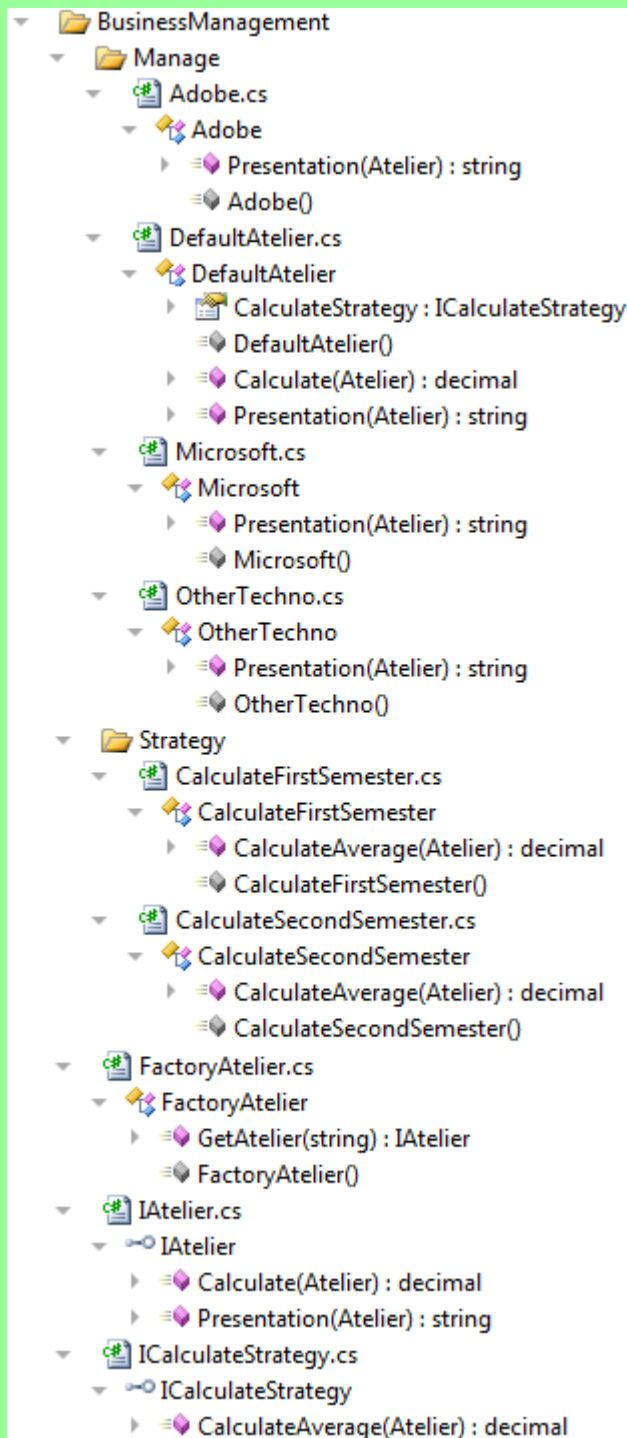 BusinessManagement
Manage
Adobe.cs
Adobe
Presentation(Atelier) : string
Adobe()
DefaultAtelier.cs
DefaultAtelier
CalculateStrategy : ICalculateStrategy
DefaultAtelier()
Calculate(Atelier) : decimal
Presentation(Atelier) : string
Microsoft.cs
Microsoft
Presentation(Atelier) : string
Microsoft()
OtherTechno.cs
OtherTechno
Presentation(Atelier) : string
OtherTechno()
Strategy
CalculateFirstSemester.cs
CalculateFirstSemester
CalculateAverage(Atelier) : decimal
CalculateFirstSemester()
CalculateSecondSemester.cs
CalculateSecondSemester
CalculateAverage(Atelier) : decimal
CalculateSecondSemester()
FactoryAtelier.cs
FactoryAtelier
GetAtelier(string) : IAtelier
FactoryAtelier()
IAtelier.cs
IAtelier
Calculate(Atelier) : decimal
Presentation(Atelier) : string
ICalculateStrategy.cs
ICalculateStrategy
CalculateAverage(Atelier) : decimal